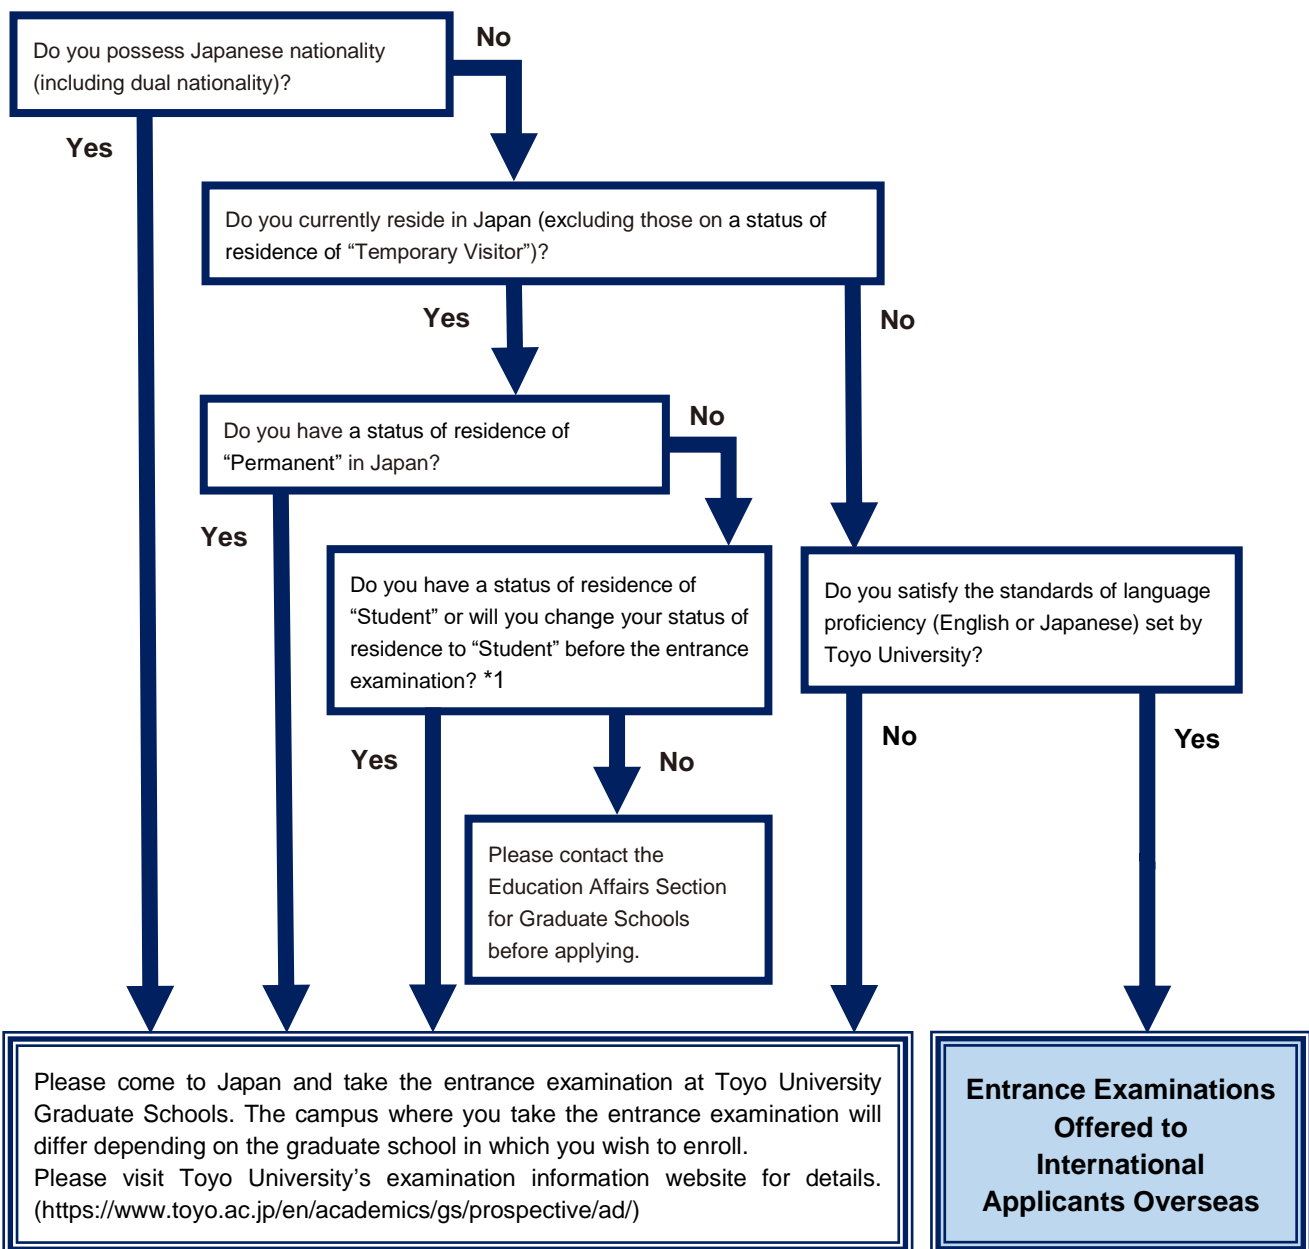 Do you possess Japanese nationality
(including dual nationality)?
No
Yes
Do you currently reside in Japan (excluding those on a status of
residence of “Temporary Visitor”)?
Yes
No
Do you have a status of residence of
“Permanent” in Japan?
No
Yes
Do you have a status of residence of
“Student” or will you change your status of
residence to “Student” before the entrance
examination? *1
Do you satisfy the standards of language
proficiency (English or Japanese) set by
Toyo University?
Yes
No
No
Yes
Please contact the
Education Affairs Section
for Graduate Schools
before applying.
Please come to Japan and take the entrance examination at Toyo University
Graduate Schools. The campus where you take the entrance examination will
differ depending on the graduate school in which you wish to enroll.
Please visit Toyo University’s examination information website for details.
(https://www.toyo.ac.jp/en/academics/gs/prospective/ad/)
Entrance Examinations
Offered to
International
Applicants Overseas